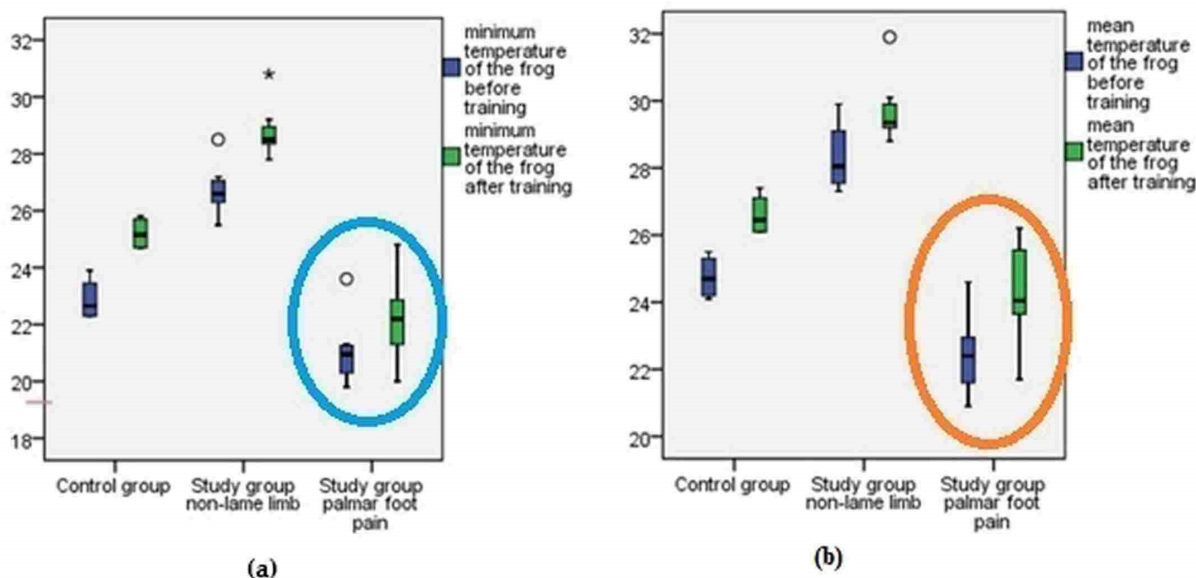 32
30
28
26
24
22
20
18
Control group
Study group
non-lame limb
Study group
palmar foot
pain
minimum
temperature
of the frog
before
training
minimum
temperature
of the frog
after training
(a)
32
30
28
26
24
22
20
Control group
Study group
non-lame limb
Study group
palmar foot
pain
mean
temperature
of the frog
before training
mean
temperature
of the frog
after training
(b)